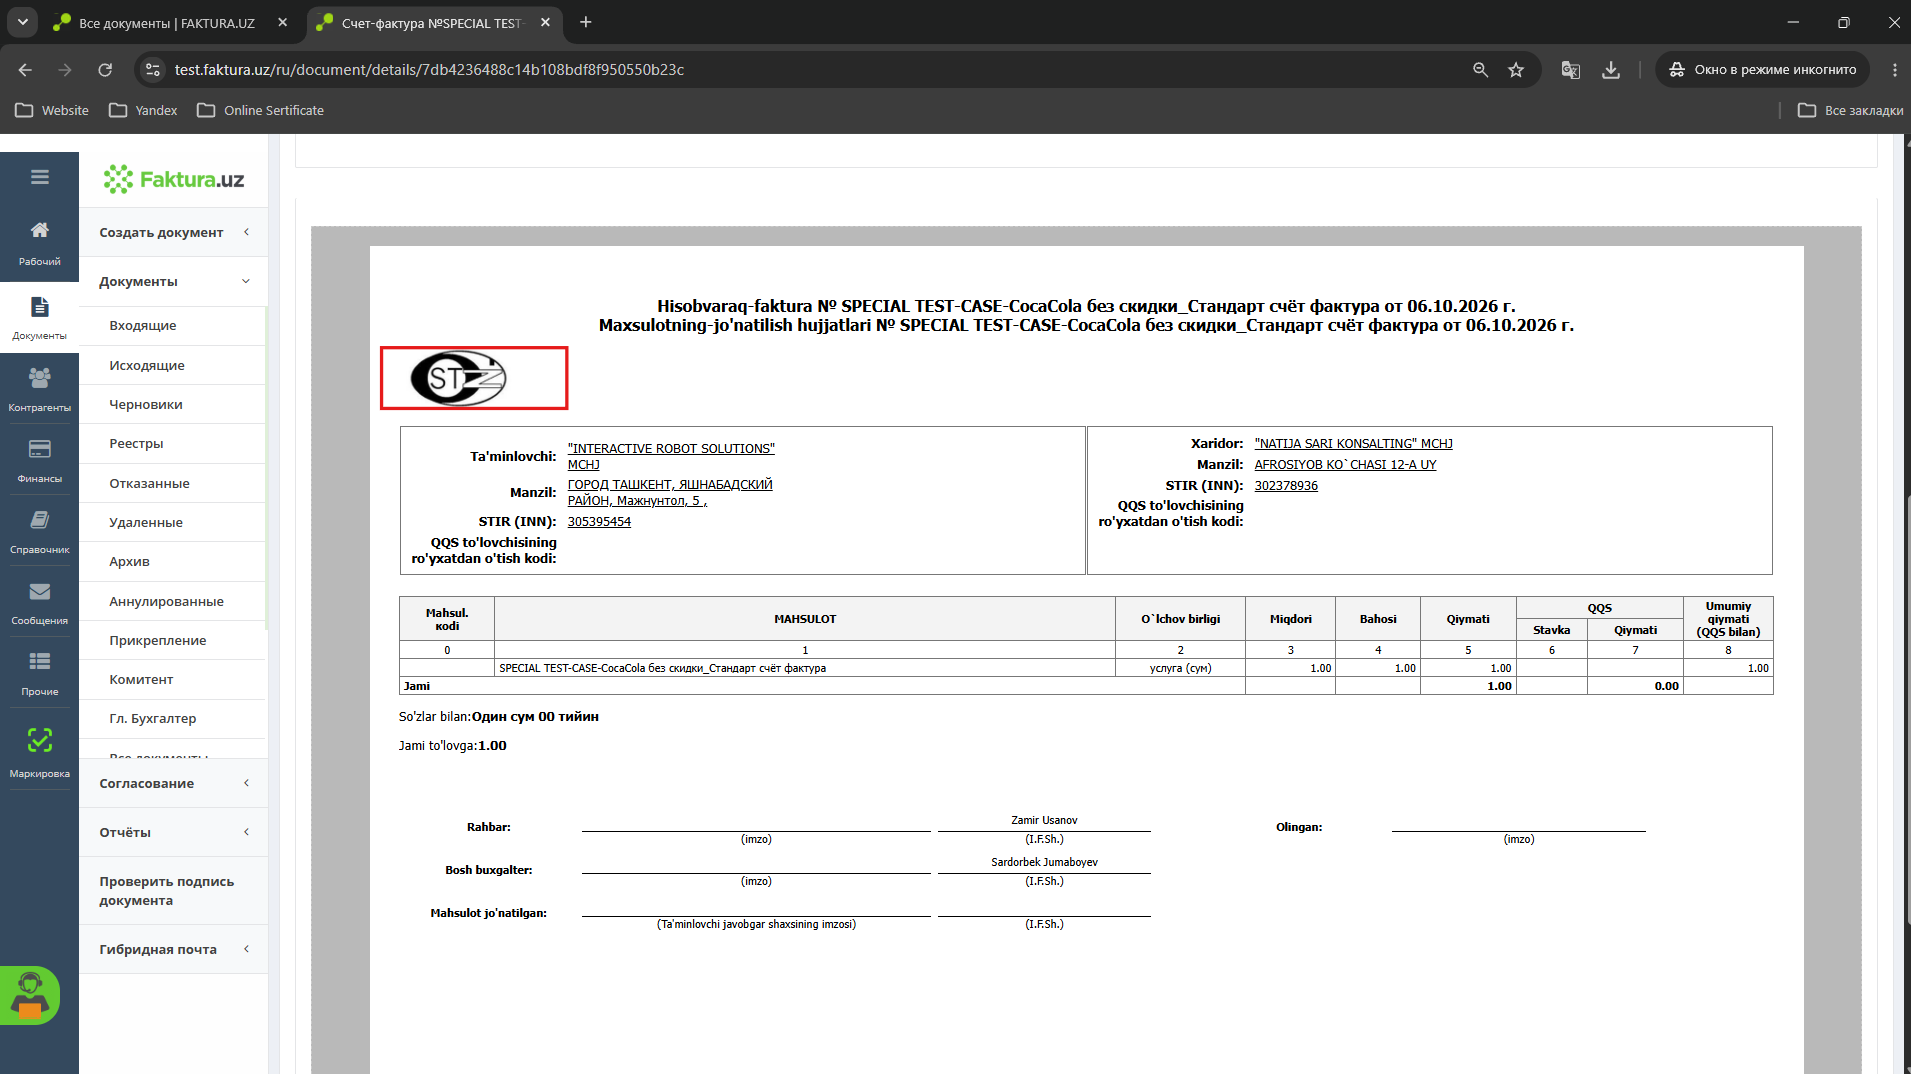 Все документы | FAKTURA.UZ
Счет-фактура №SPECIAL TEST-
test.faktura.uz/ru/document/details/7db4236488c14b108bdf8f950550b23c
Окно в режиме инкогнито
Website
Yandex
Online Sertificate
Все закладки
Рабочий
Документы
Контрагенты
Финансы
Справочник
Сообщения
Прочие
Маркировка
Faktura.uz
Создать документ
Документы
Входящие
Исходящие
Черновики
Реестры
Отказанные
Удаленные
Архив
Аннулированные
Прикрепление
Комитент
Гл. Бухгалтер
Все документы
Согласование
Отчёты
Проверить подпись
документа
Гибридная почта
Hisobvaraq-faktura № SPECIAL TEST-CASE-CocaCola без скидки_Стандарт счёт фактура от 06.10.2026 г.
Maxsulotning-jo'natilish hujjatlari № SPECIAL TEST-CASE-CocaCola без скидки_Стандарт счёт фактура от 06.10.2026 г.
ST
Ta'minlovchi: "INTERACTIVE ROBOT SOLUTIONS"
MCHJ
Manzil: ГОРОД ТАШКЕНТ, ЯШНАБАДСКИЙ
РАЙОН, Мажнунтол, 5 ,
STIR (INN): 305395454
QQS to'lovchisining
ro'yxatdan o'tish kodi:
Xaridor: "NATIJA SARI KONSALTING" MCHJ
Manzil: AFROSIYOB KO`CHASI 12-A UY
STIR (INN): 302378936
QQS to'lovchisining
ro'yxatdan o'tish kodi:
Mahsul. kodi MAHSULOT O`lchov birligi Miqdori Bahosi Qiymati QQS Umumiy qiymati (QQS bilan)
Stavka Qiymati
0 1 2 3 4 5 6 7 8
SPECIAL TEST-CASE-CocaCola без скидки_Стандарт счёт фактура услуга (сум) 1.00 1.00 1.00 1.00
Jami 1.00 0.00
So'zlar bilan:Один сум 00 тийин
Jami to'lovga:1.00
Rahbar: Zamir Usanov Olingan:
(imzo) (I.F.Sh.) (imzo)
Bosh buxgalter: Sardorbek Jumaboyev
(imzo) (I.F.Sh.)
Mahsulot jo'natilgan:
(Ta'minlovchi javobgar shaxsining imzosi) (I.F.Sh.)